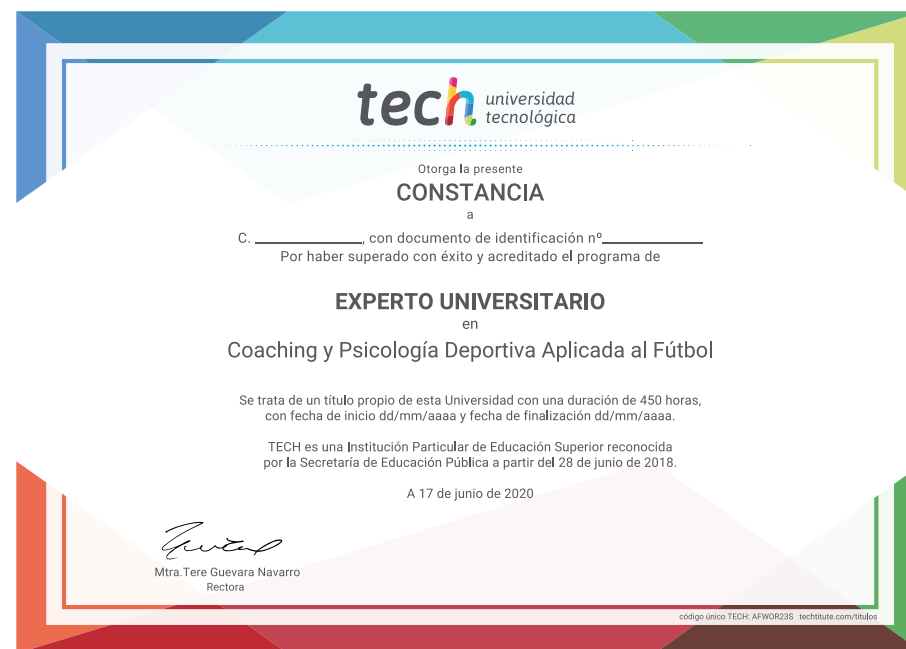 tech universidad
tecnológica
Otorga la presente
CONSTANCIA
a
C. ____________, con documento de identificación nº____________
Por haber superado con éxito y acreditado el programa de
EXPERTO UNIVERSITARIO
en
Coaching y Psicología Deportiva Aplicada al Fútbol
Se trata de un título propio de esta Universidad con una duración de 450 horas,
con fecha de inicio dd/mm/aaaa y fecha de finalización dd/mm/aaaa.
TECH es una Institución Particular de Educación Superior reconocida
por la Secretaría de Educación Pública a partir del 28 de junio de 2018.
A 17 de junio de 2020
Mtra.Tere Guevara Navarro
Rectora
código único TECH: AFWOR23S techtitute.com/titulos